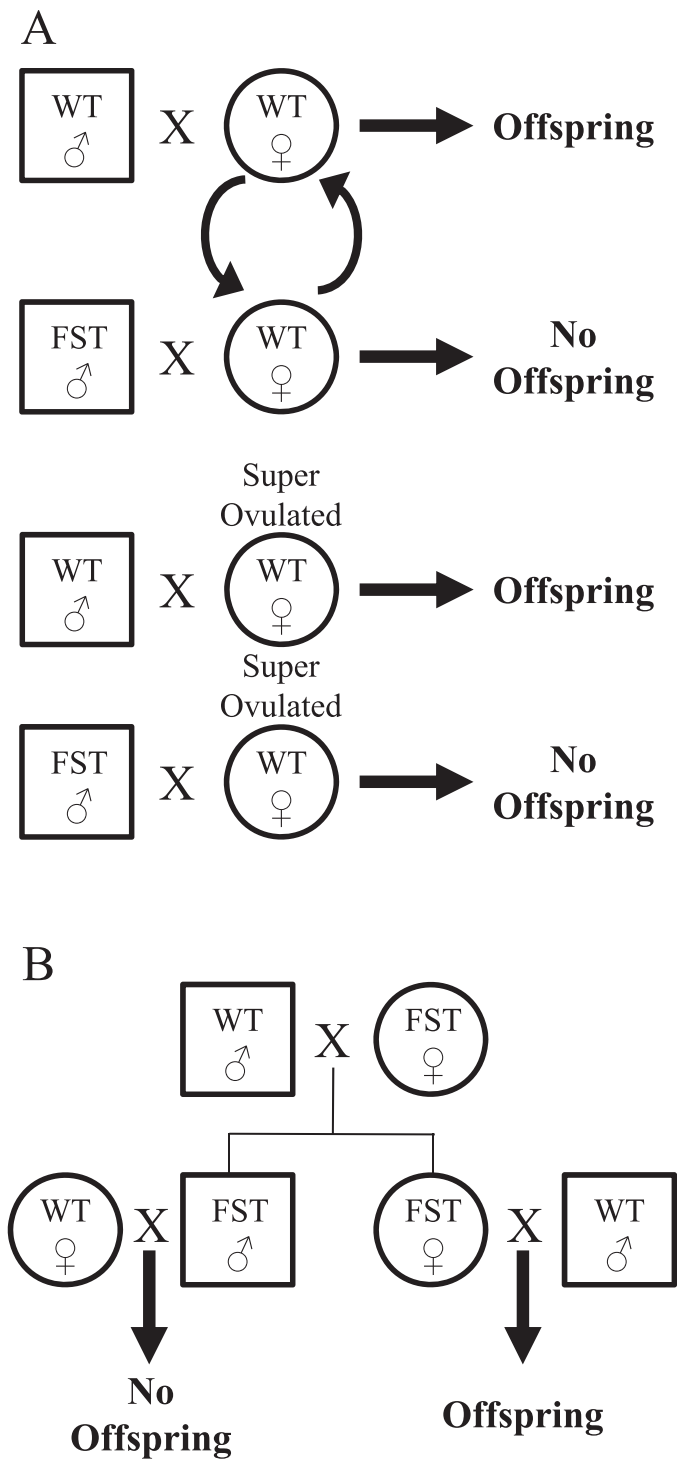 A
WT X WT Offspring
♂ ♀
FST X WT No
♂ ♀ Offspring
Super
Ovulated
WT X WT Offspring
♂ ♀
Super
Ovulated
FST X WT No
♂ ♀ Offspring
B
WT X FST
♂ ♀
WT X FST FST X WT
♀ ♂ ♀ ♂
No
Offspring
Offspring